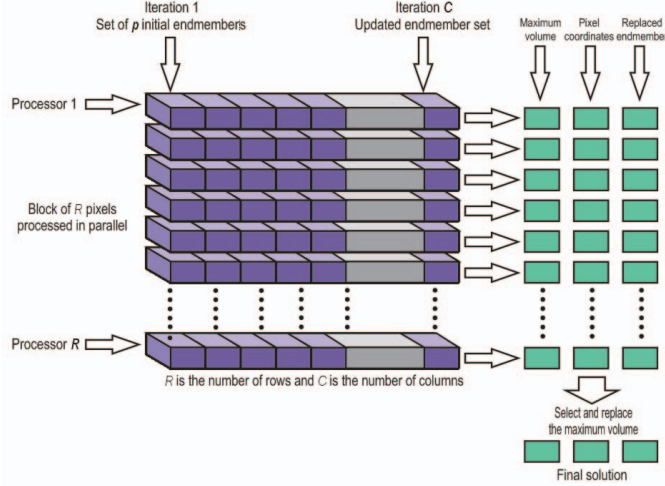 Iteration 1
Set of p initial endmembers
Iteration C
Updated endmember set
Maximum
volume
Pixel
coordinates
Replaced
endmember
Processor 1
Block of R pixels
processed in parallel
Processor R
R is the number of rows and C is the number of columns
Select and replace
the maximum volume
Final solution